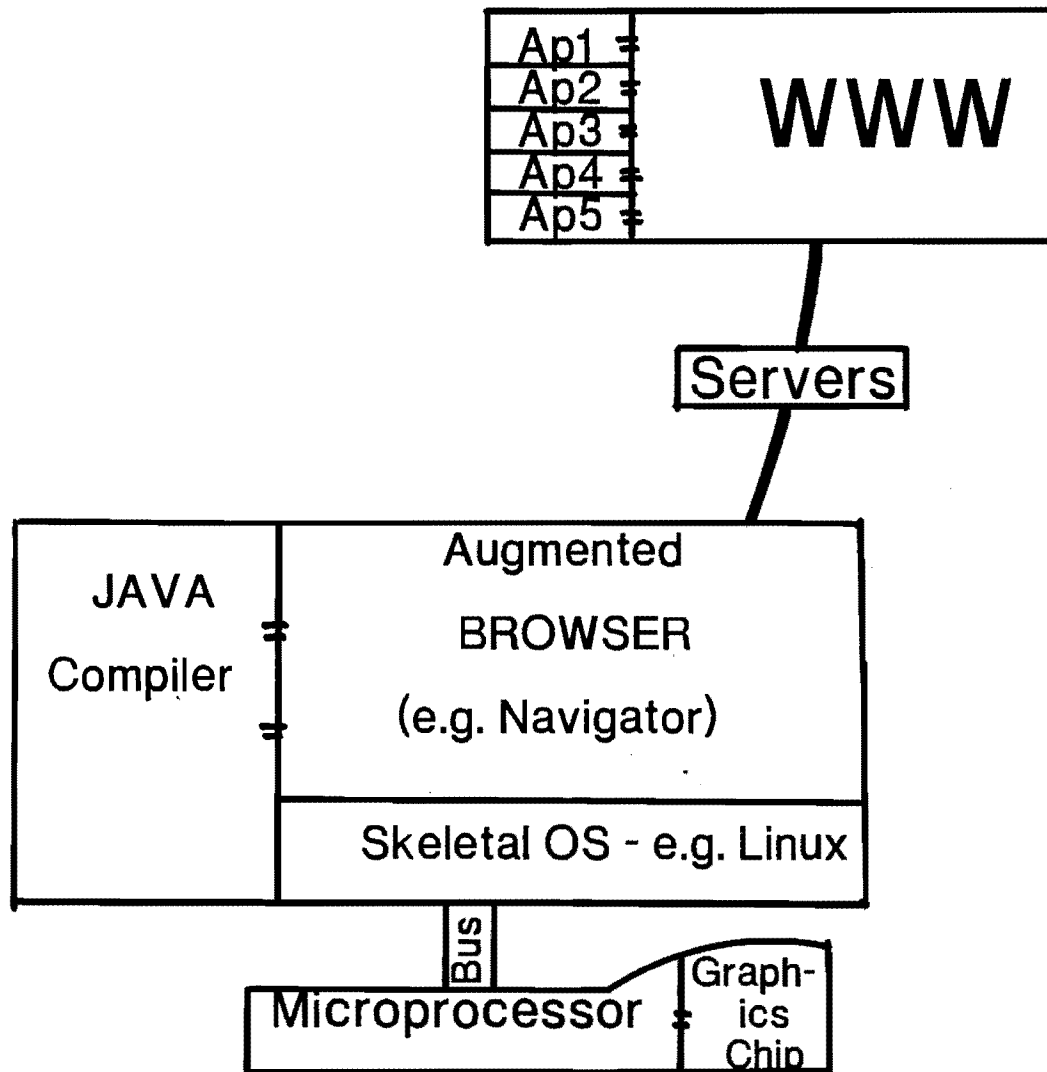 Ap1
Ap2
Ap3
Ap4
Ap5
WWW
Servers
JAVA
Compiler
Augmented
BROWSER
(e.g. Navigator)
Skeletal OS - e.g. Linux
Bus
Microprocessor
Graph-
ics
Chip